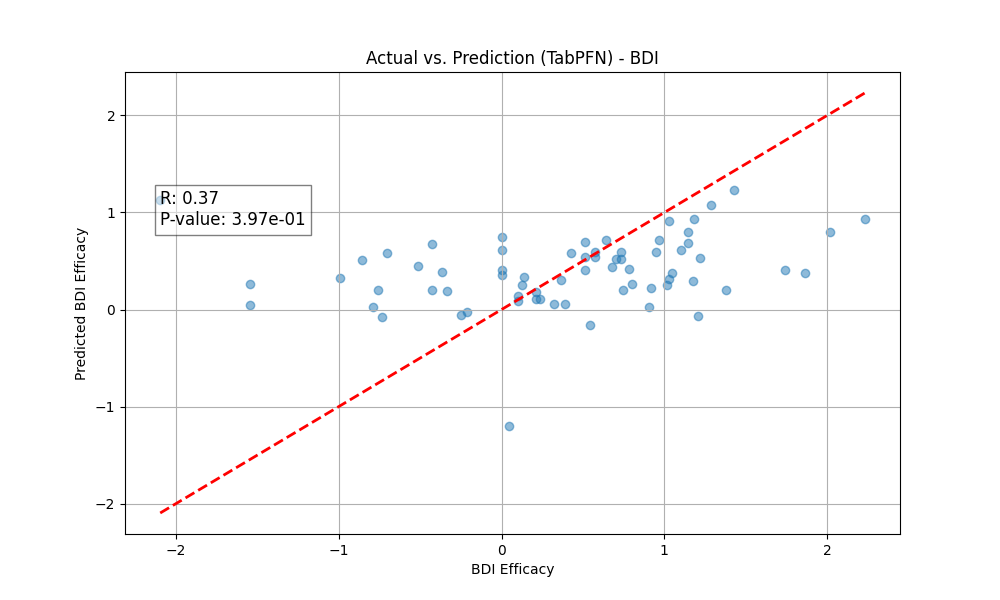 Actual vs. Prediction (TabPFN) - BDI
Predicted BDI Efficacy
2
1
0
−1
−2
R: 0.37
P-value: 3.97e-01
−2
−1
0
1
2
BDI Efficacy